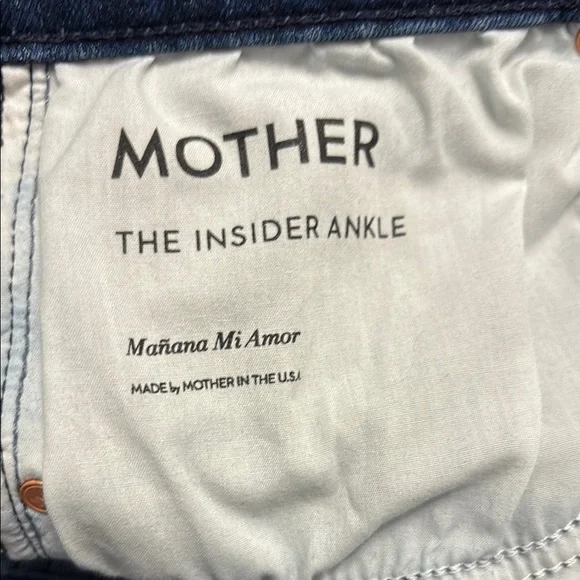 MOTHER
THE INSIDER ANKLE
Mañana Mi Amor
MADE by MOTHER IN THE U.S.A